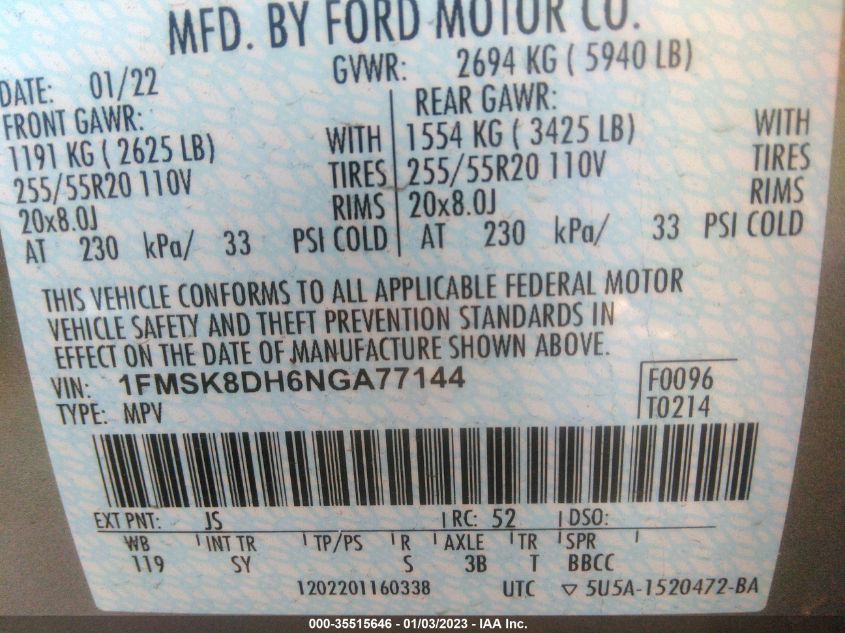 MFD. BY FORD MOTOR CO.
DATE: 01/22 GVWR: 2694 KG ( 5940 LB)
FRONT GAWR: REAR GAWR:
1191 KG ( 2625 LB) WITH 1554 KG ( 3425 LB) WITH
255/55R20 110V TIRES 255/55R20 110V TIRES
20x8.0J RIMS 20x8.0J RIMS
AT 230 kPa/ 33 PSI COLD AT 230 kPa/ 33 PSI COLD
THIS VEHICLE CONFORMS TO ALL APPLICABLE FEDERAL MOTOR
VEHICLE SAFETY AND THEFT PREVENTION STANDARDS IN
EFFECT ON THE DATE OF MANUFACTURE SHOWN ABOVE.
VIN: 1FMSK8DH6NGA77144 F0096
TYPE: MPV T0214
EXT PNT: JS RC: 52 DSO:
WB INT TR TP/PS R AXLE TR SPR
119 SY S 3B T BBCC
1202201160338 UTC ▽ 5U5A-1520472-BA
000-35515646 - 01/03/2023 - IAA Inc.